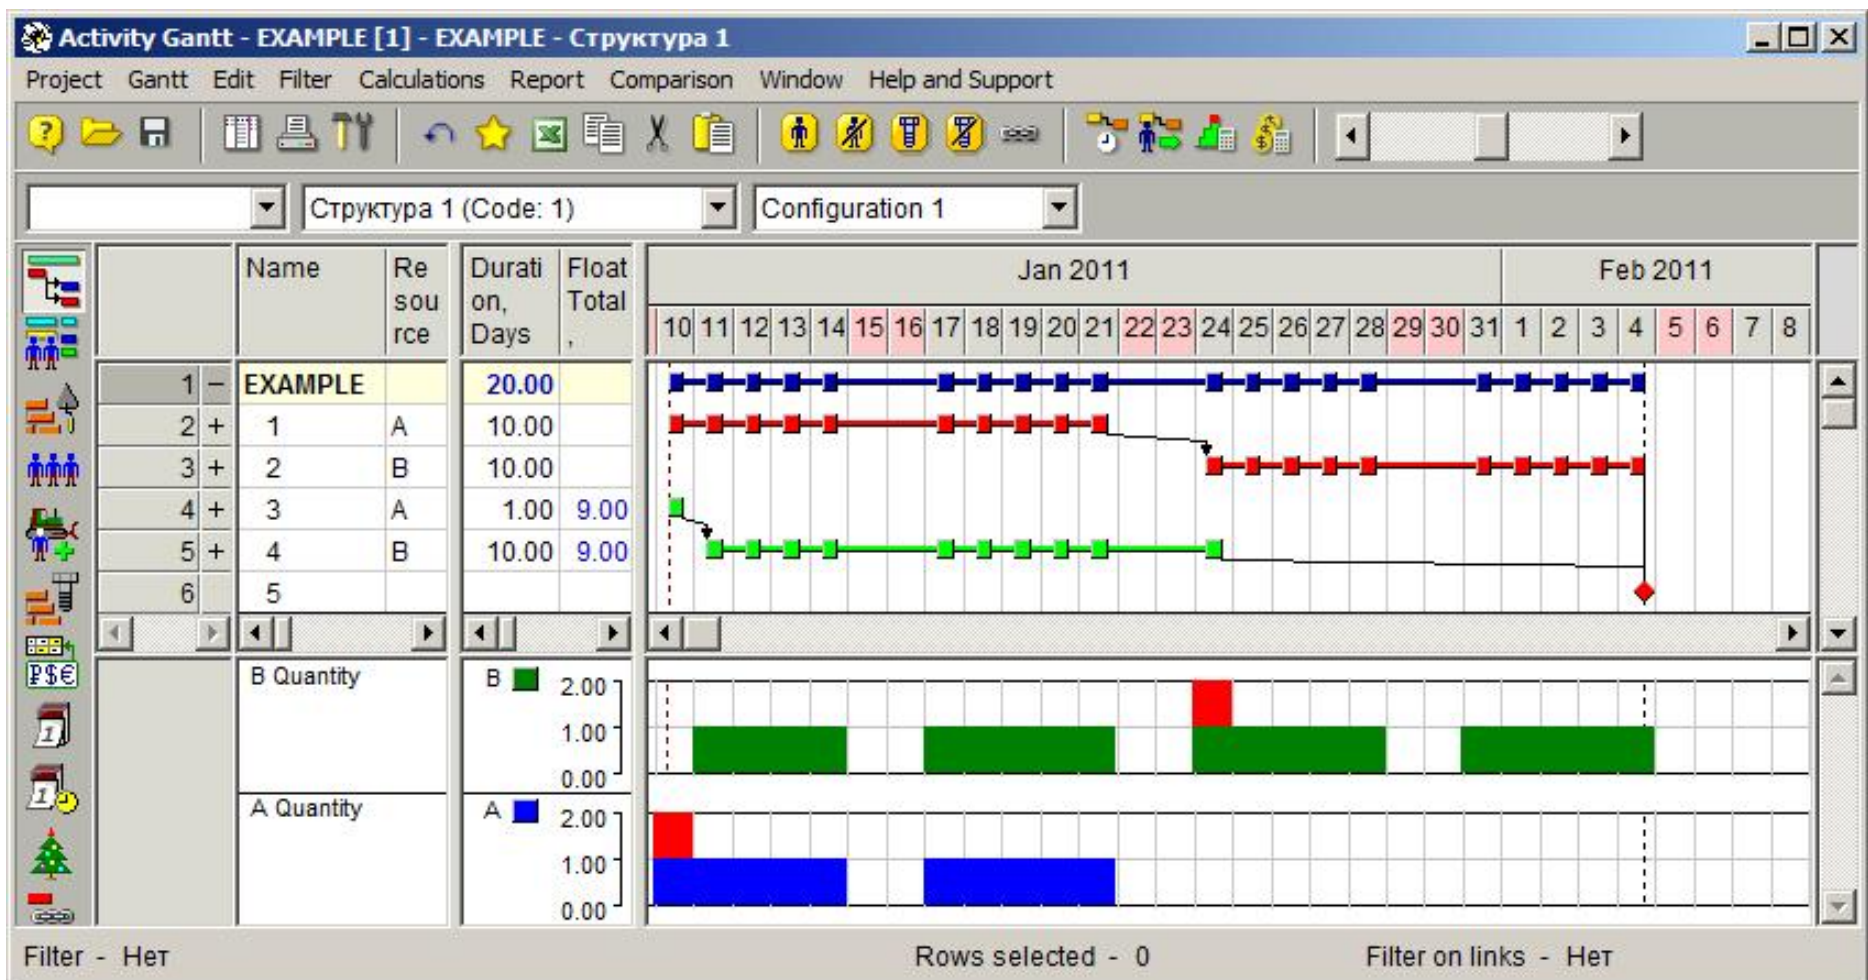 Activity Gantt - EXAMPLE [1] - EXAMPLE - Структура 1
Project Gantt Edit Filter Calculations Report Comparison Window Help and Support
Структура 1 (Code: 1) Configuration 1
Name Re Durati Float Jan 2011 Feb 2011
sou on, Total
rce Days ,
10 11 12 13 14 15 16 17 18 19 20 21 22 23 24 25 26 27 28 29 30 31 1 2 3 4 5 6 7 8
1 – EXAMPLE 20.00
2 + 1 A 10.00
3 + 2 B 10.00
4 + 3 A 1.00 9.00
5 + 4 B 10.00 9.00
6 5
₽$€
B Quantity B 2.00
1.00
0.00
A Quantity A 2.00
1.00
0.00
Filter - Нет Rows selected - 0 Filter on links - Нет